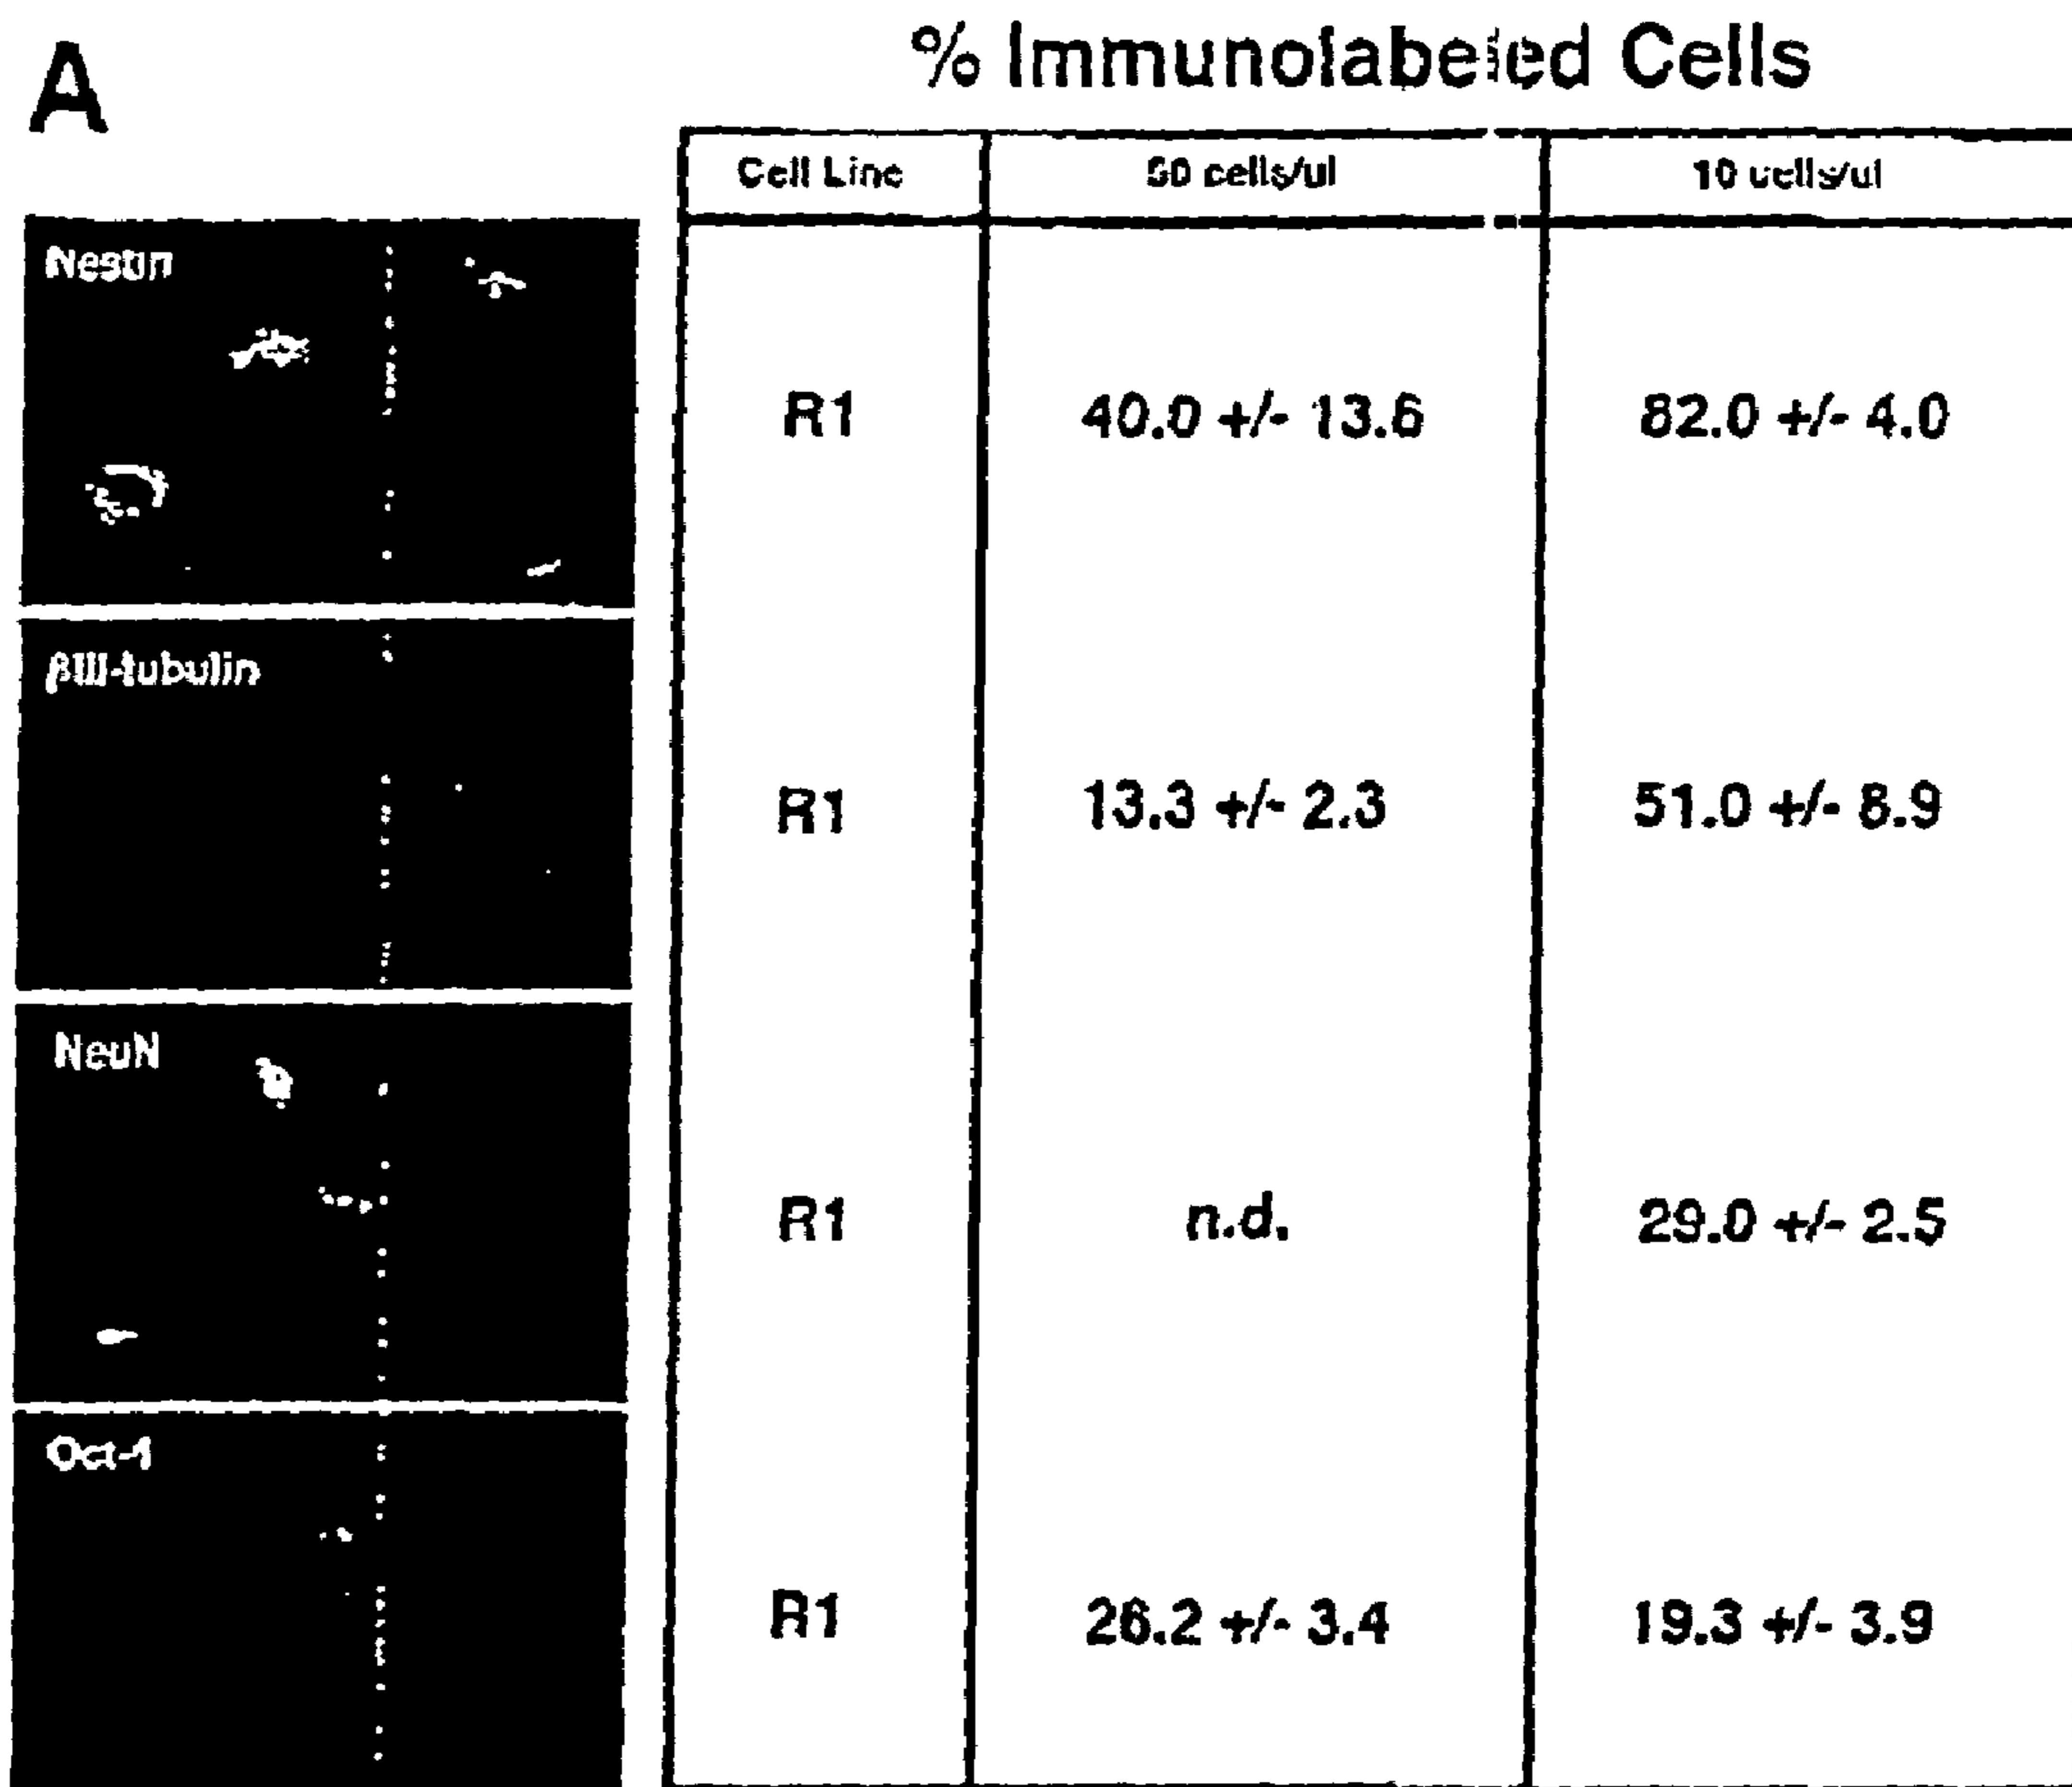 A
% Immunolabeled Cells
Cell Line cells/ul 10 cells/ul
Nestin
R1 40.0 +/- 13.6 82.0 +/- 4.0
βIII-tubulin
R1 13.3 +/- 2.3 51.0 +/- 8.9
NeuN
R1 n.d. 29.0 +/- 2.5
Oct-4
R1 26.2 +/- 3.4 19.3 +/- 3.9